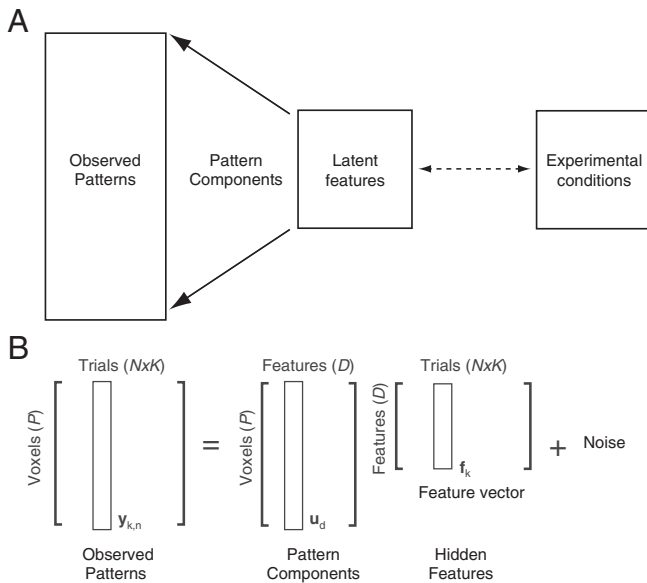 A
Observed
Patterns
Pattern
Components
Latent
features
Experimental
conditions
B
Trials (NxK)
Features (D)
Trials (NxK)
Voxels (P)
Voxels (P)
Features (D)
=
+
Noise
y k,n
u d
f k
Feature vector
Observed
Patterns
Pattern
Components
Hidden
Features